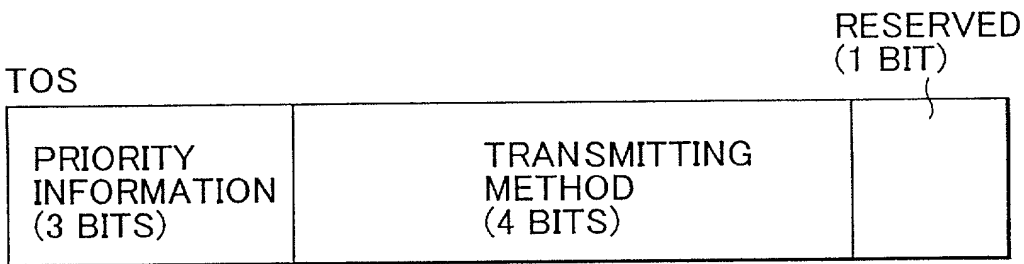 RESERVED
(1 BIT)
TOS
PRIORITY
INFORMATION
(3 BITS)
TRANSMITTING
METHOD
(4 BITS)